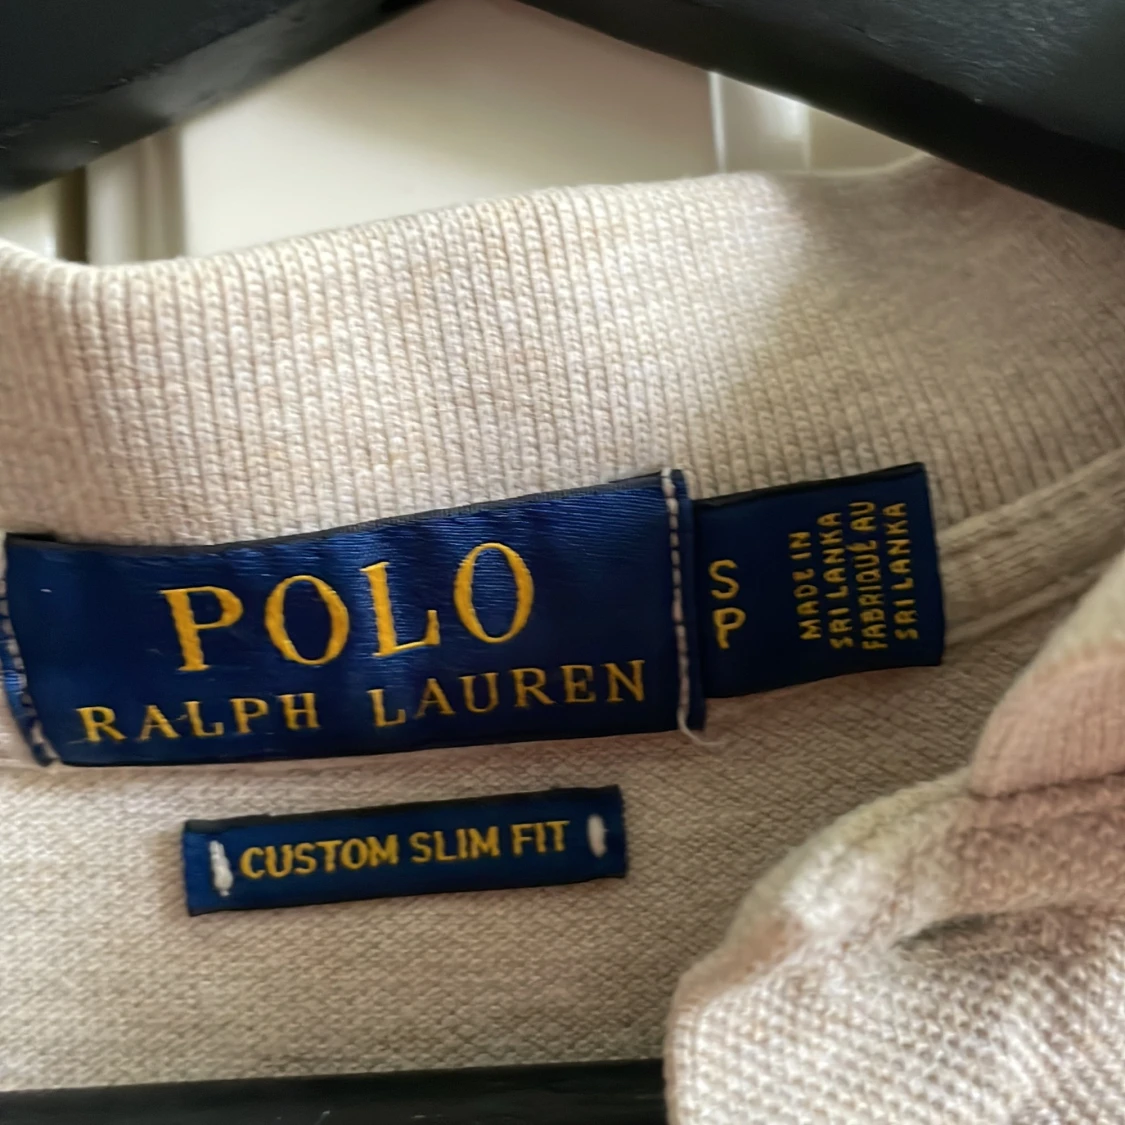 POLO
RALPH LAUREN
S
P
MADE IN
SRI LANKA
FABRIQUÉ AU
SRI LANKA
CUSTOM SLIM FIT